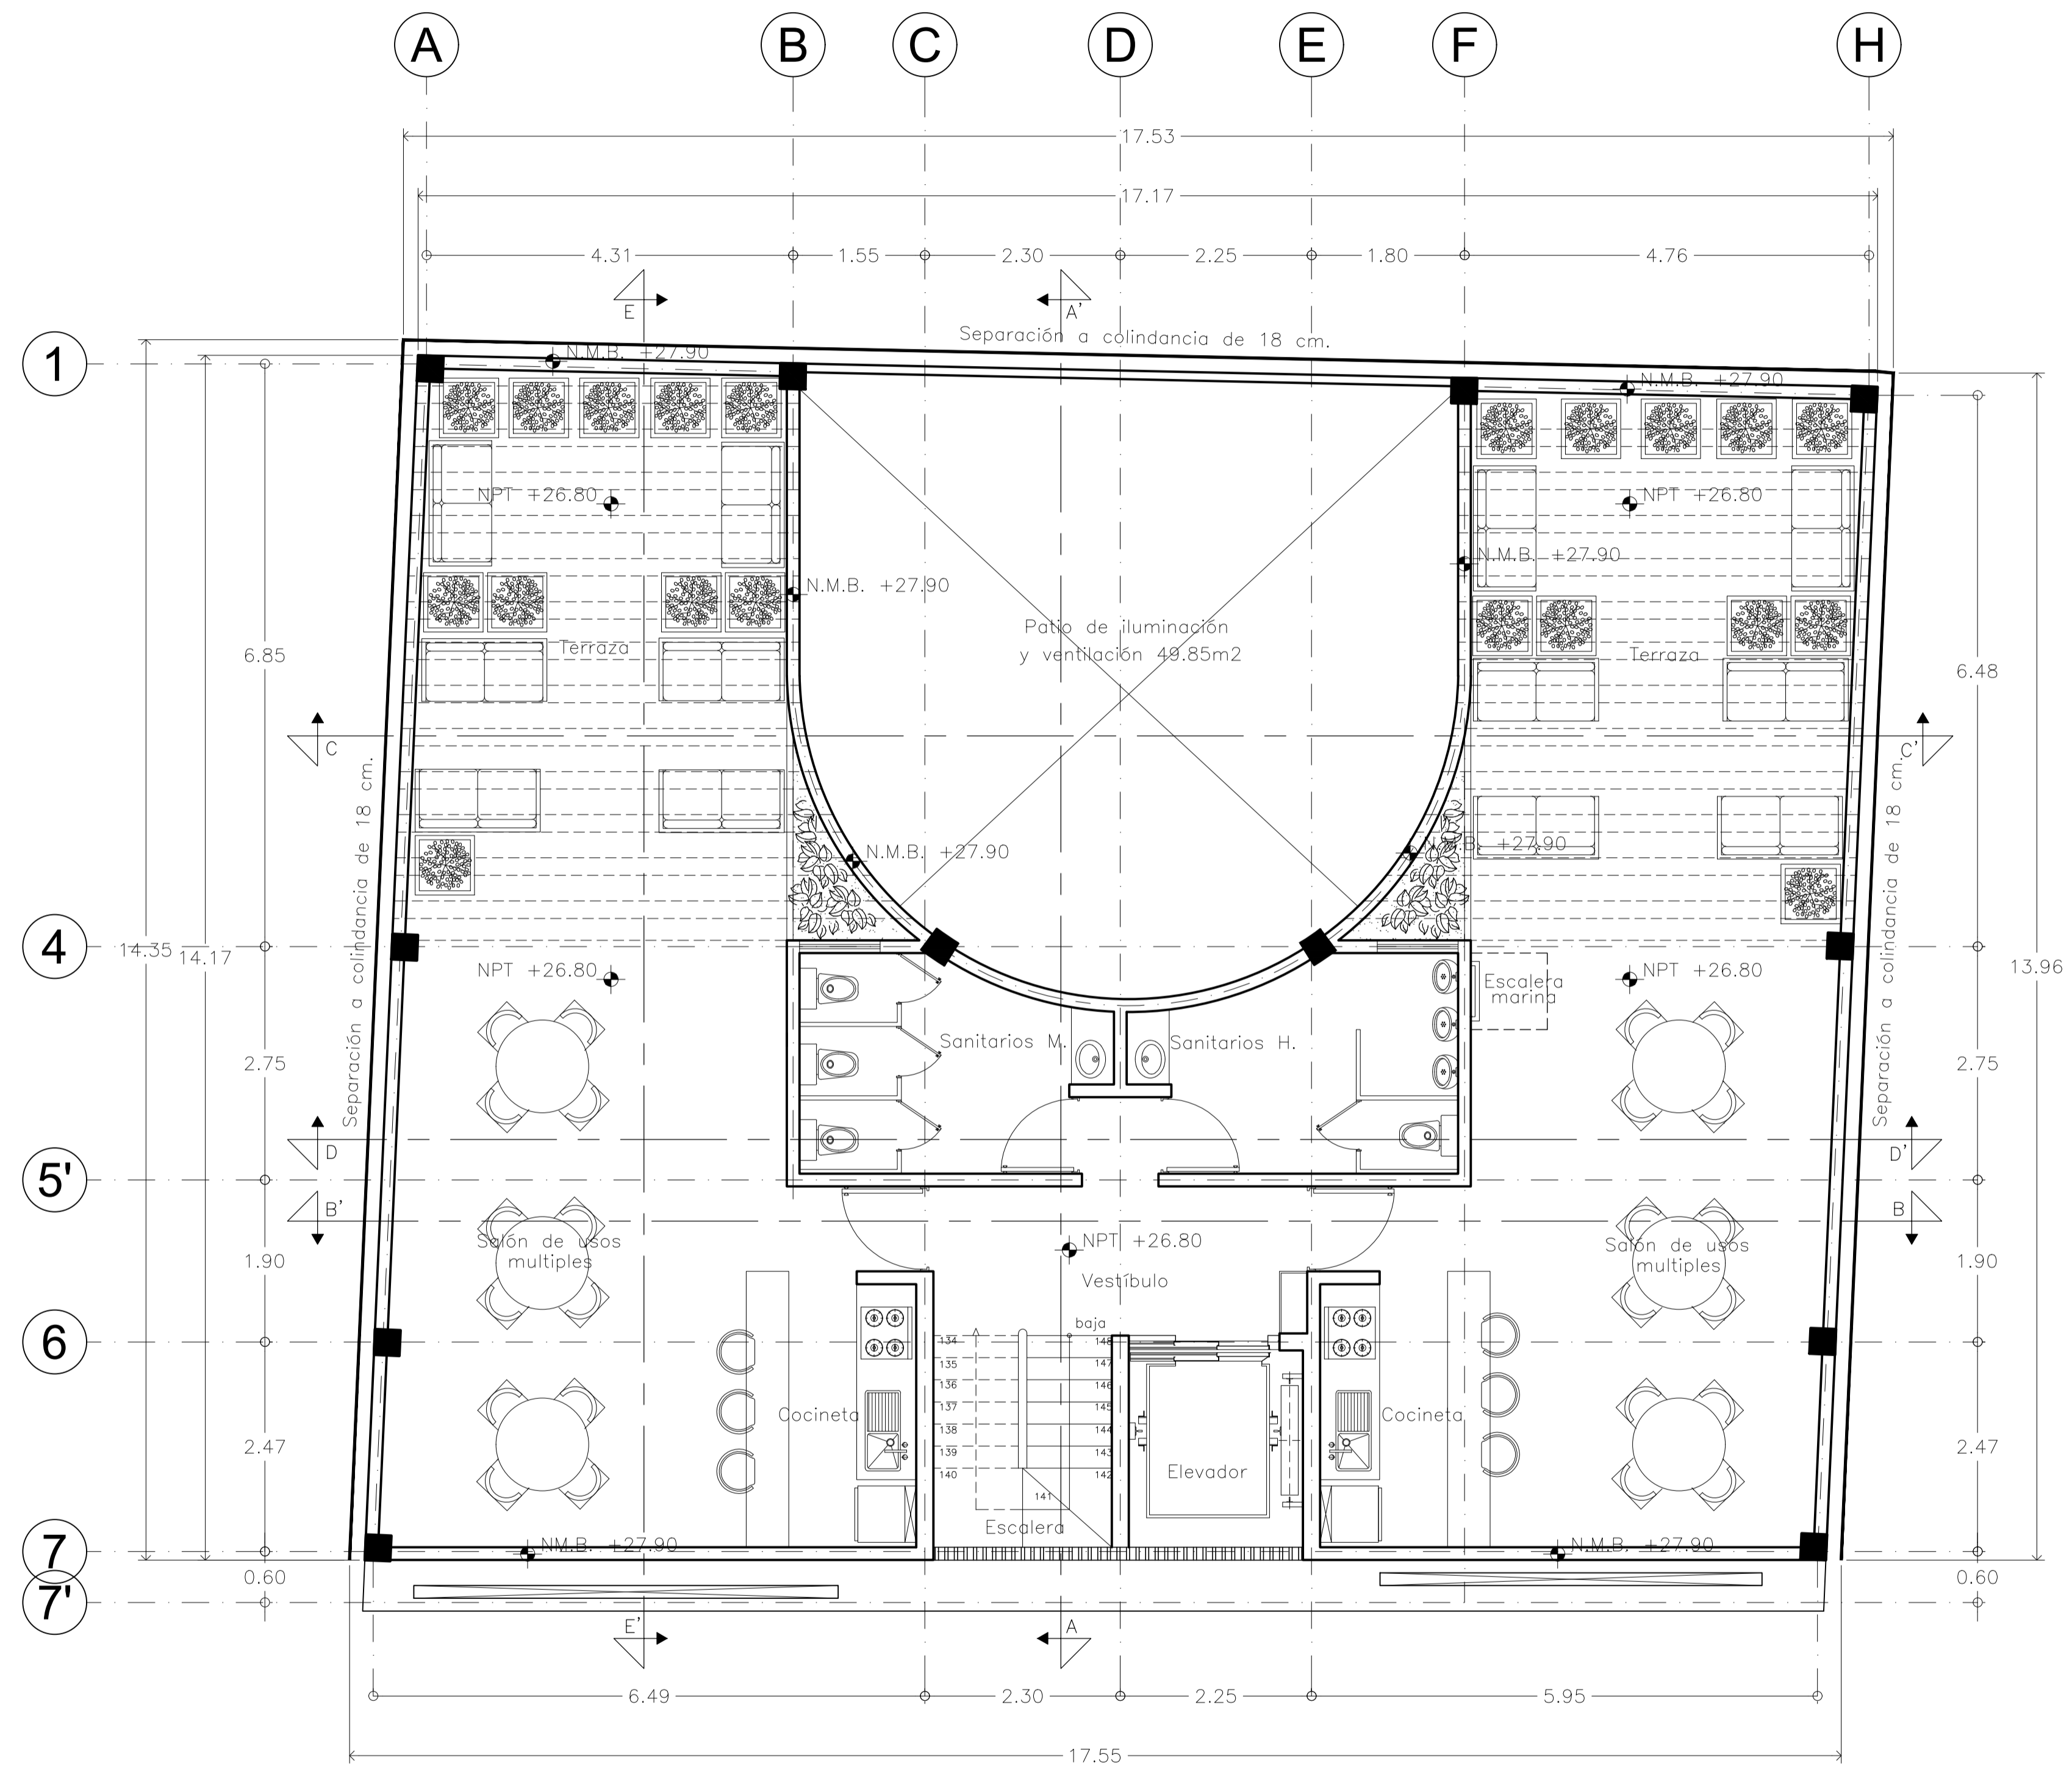 A B C D E F H
17.53
17.17
4.31 1.55 2.30 2.25 1.80 4.76
E A'
Separación a colindancia de 18 cm.
1
N.M.B. +27.90
N.M.B. +27.90
NPT +26.80
NPT +26.80
N.M.B. +27.90
N.M.B. +27.90
Patio de iluminación
y ventilación 49.85m2
Terraza
Terraza
6.85
6.48
C
C'
Separación a colindancia de 18 cm.
Separación a colindancia de 18 cm.
N.M.B. +27.90
N.M.B. +27.90
4
14.35
14.17
13.96
NPT +26.80
NPT +26.80
Escalera
marina
Sanitarios M.
Sanitarios H.
2.75
2.75
D
D'
5'
B'
B
NPT +26.80
Salón de usos
multiples
Salón de usos
multiples
1.90
1.90
Vestíbulo
baja
6
134 148
135 147
136 146
137 145
138 144
139 143
140 142
141
Cocineta
Cocineta
2.47
2.47
Elevador
Escalera
7
NM.B. +27.90
N.M.B. +27.90
0.60
0.60
7'
E' A
6.49 2.30 2.25 5.95
17.55